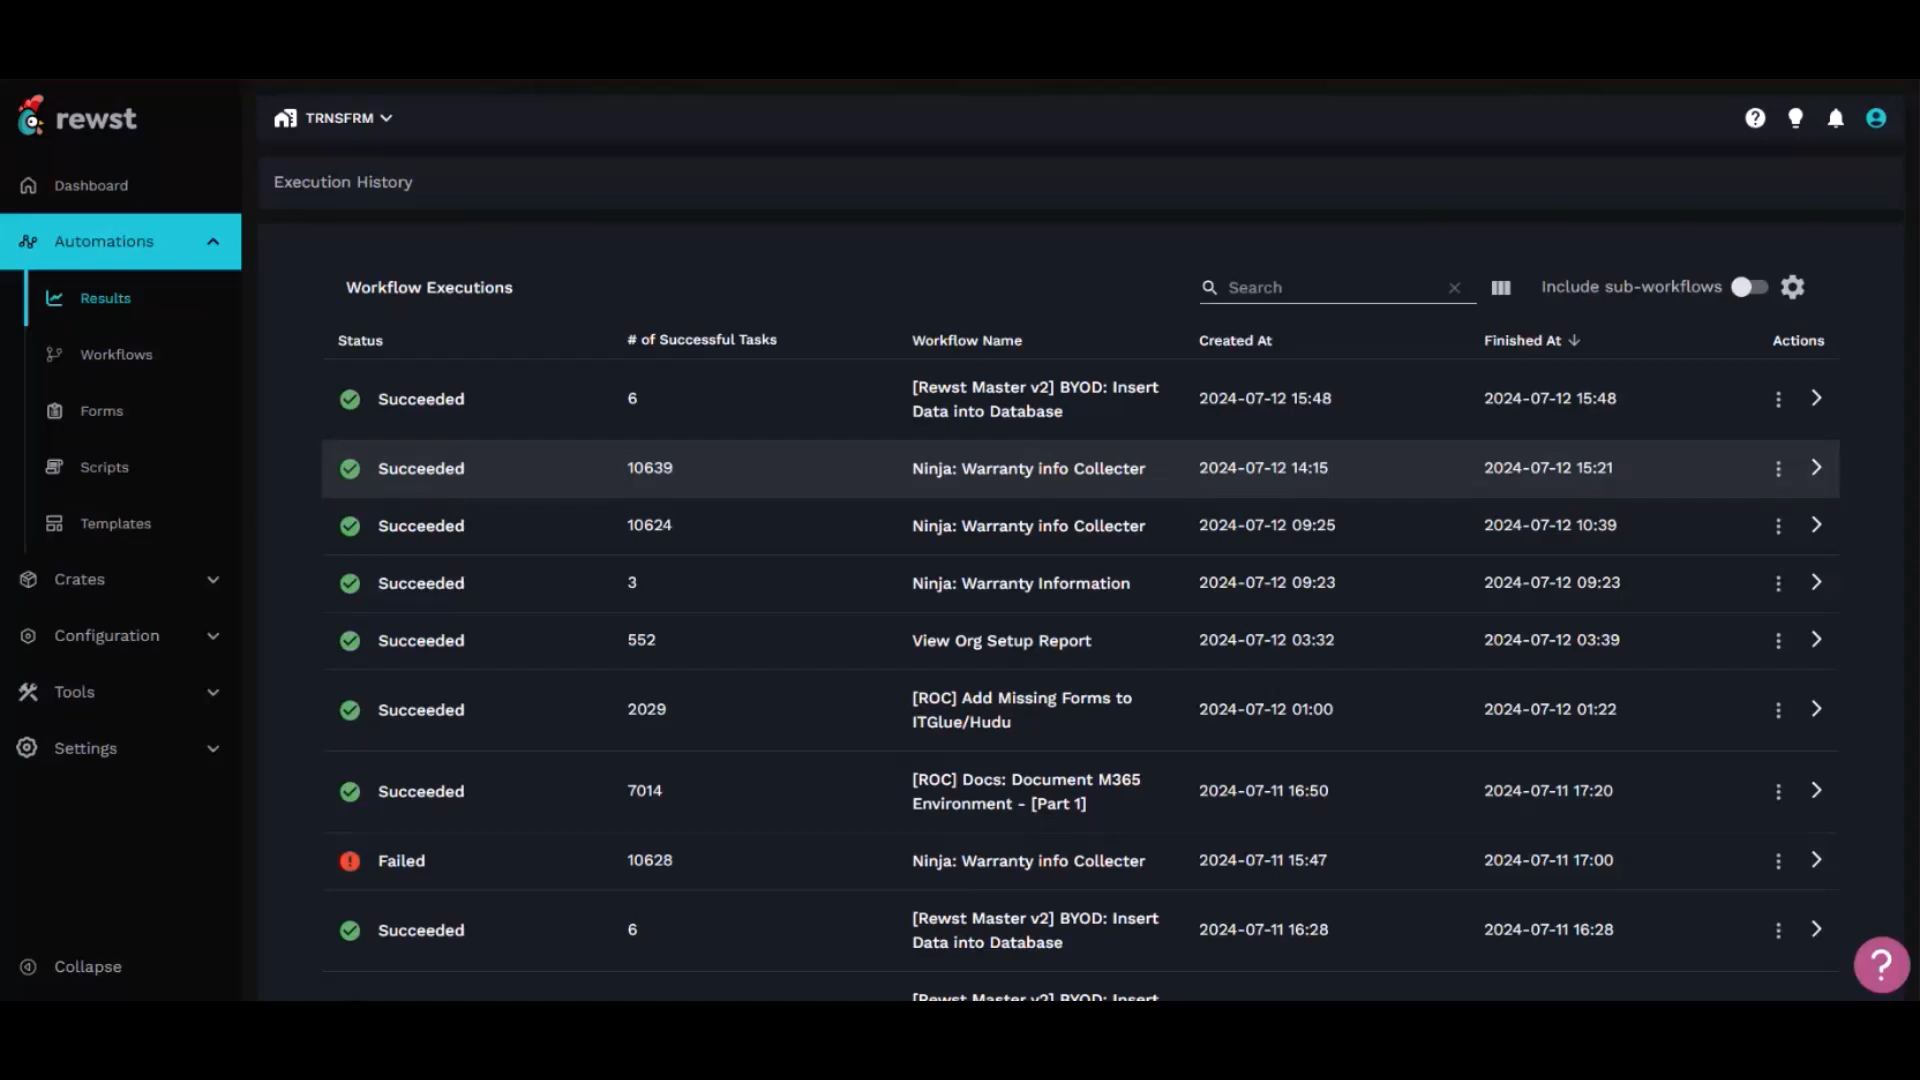 rewst
TRNSFRM
Dashboard
Execution History
Automations
Results
Workflows
Forms
Scripts
Templates
Crates
Configuration
Tools
Settings
Collapse
Workflow Executions
Search
Include sub-workflows
Status # of Successful Tasks Workflow Name Created At Finished At Actions
Succeeded 6 [Rewst Master v2] BYOD: Insert 2024-07-12 15:48 2024-07-12 15:48
Data into Database
Succeeded 10639 Ninja: Warranty info Collecter 2024-07-12 14:15 2024-07-12 15:21
Succeeded 10624 Ninja: Warranty info Collecter 2024-07-12 09:25 2024-07-12 10:39
Succeeded 3 Ninja: Warranty Information 2024-07-12 09:23 2024-07-12 09:23
Succeeded 552 View Org Setup Report 2024-07-12 03:32 2024-07-12 03:39
Succeeded 2029 [ROC] Add Missing Forms to 2024-07-12 01:00 2024-07-12 01:22
ITGlue/Hudu
Succeeded 7014 [ROC] Docs: Document M365 2024-07-11 16:50 2024-07-11 17:20
Environment - [Part 1]
Failed 10628 Ninja: Warranty info Collecter 2024-07-11 15:47 2024-07-11 17:00
Succeeded 6 [Rewst Master v2] BYOD: Insert 2024-07-11 16:28 2024-07-11 16:28
Data into Database
[Rewst Master v2] BYOD: Insert
?